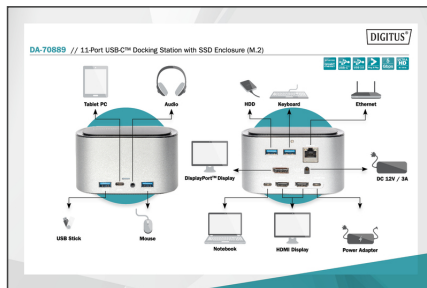 DIGITUS®
DA-70889 // 11-Port USB-C™ Docking Station with SSD Enclosure (M.2)
Tablet PC
Audio
HDD
Keyboard
Ethernet
DisplayPort™ Display
DC 12V / 3A
USB Stick
Mouse
Notebook
HDMI Display
Power Adapter